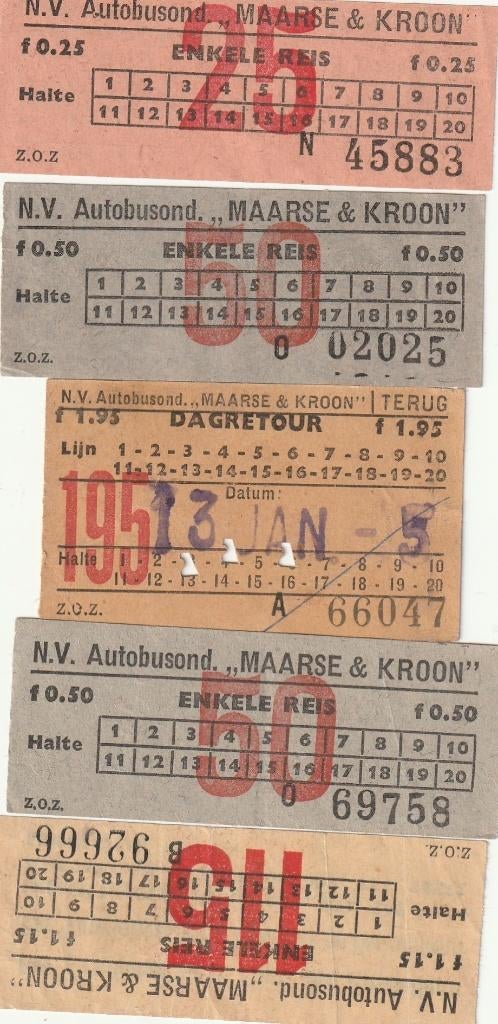 N.V. Autobusond. „MAARSE & KROON"
f 0.25 ENKELE REIS f 0.25
25
Halte 1 2 3 4 5 6 7 8 9 10
11 12 13 14 15 16 17 18 19 20
Z.O.Z N 45883
N.V. Autobusond. „MAARSE & KROON"
f 0.50 ENKELE REIS f 0.50
50
Halte 1 2 3 4 5 6 7 8 9 10
11 12 13 14 15 16 17 18 19 20
Z.O.Z. O 02025
N.V. Autobusond. „MAARSE & KROON" TERUG
f 1.95 DAGRETOUR f 1.95
Lijn 1 - 2 - 3 - 4 - 5 - 6 - 7 - 8 - 9 - 10
11-12-13-14-15-16-17-18-19-20
Datum:
195
13 JAN - 5
Halte 1 - 2 - 4 - 5 - 7 - 8 - 9 - 10
11 - 12 - 13 - 14 - 15 - 16 - 17 - 18 - 19 - 20
Z.O.Z. A 66047
N.V. Autobusond. „MAARSE & KROON"
f 0.50 ENKELE REIS f 0.50
50
Halte 1 2 3 4 5 6 7 8 9 10
11 12 13 14 15 16 17 18 19 20
Z.O.Z. O 69758
N.V. Autobusond. „MAARSE & KROON"
f 1.15 ENKELE REIS f 1.15
115
Halte 1 2 3 4 5 6 7 8 9 10
11 12 13 14 15 16 17 18 19 20
Z.O.Z. B 92666